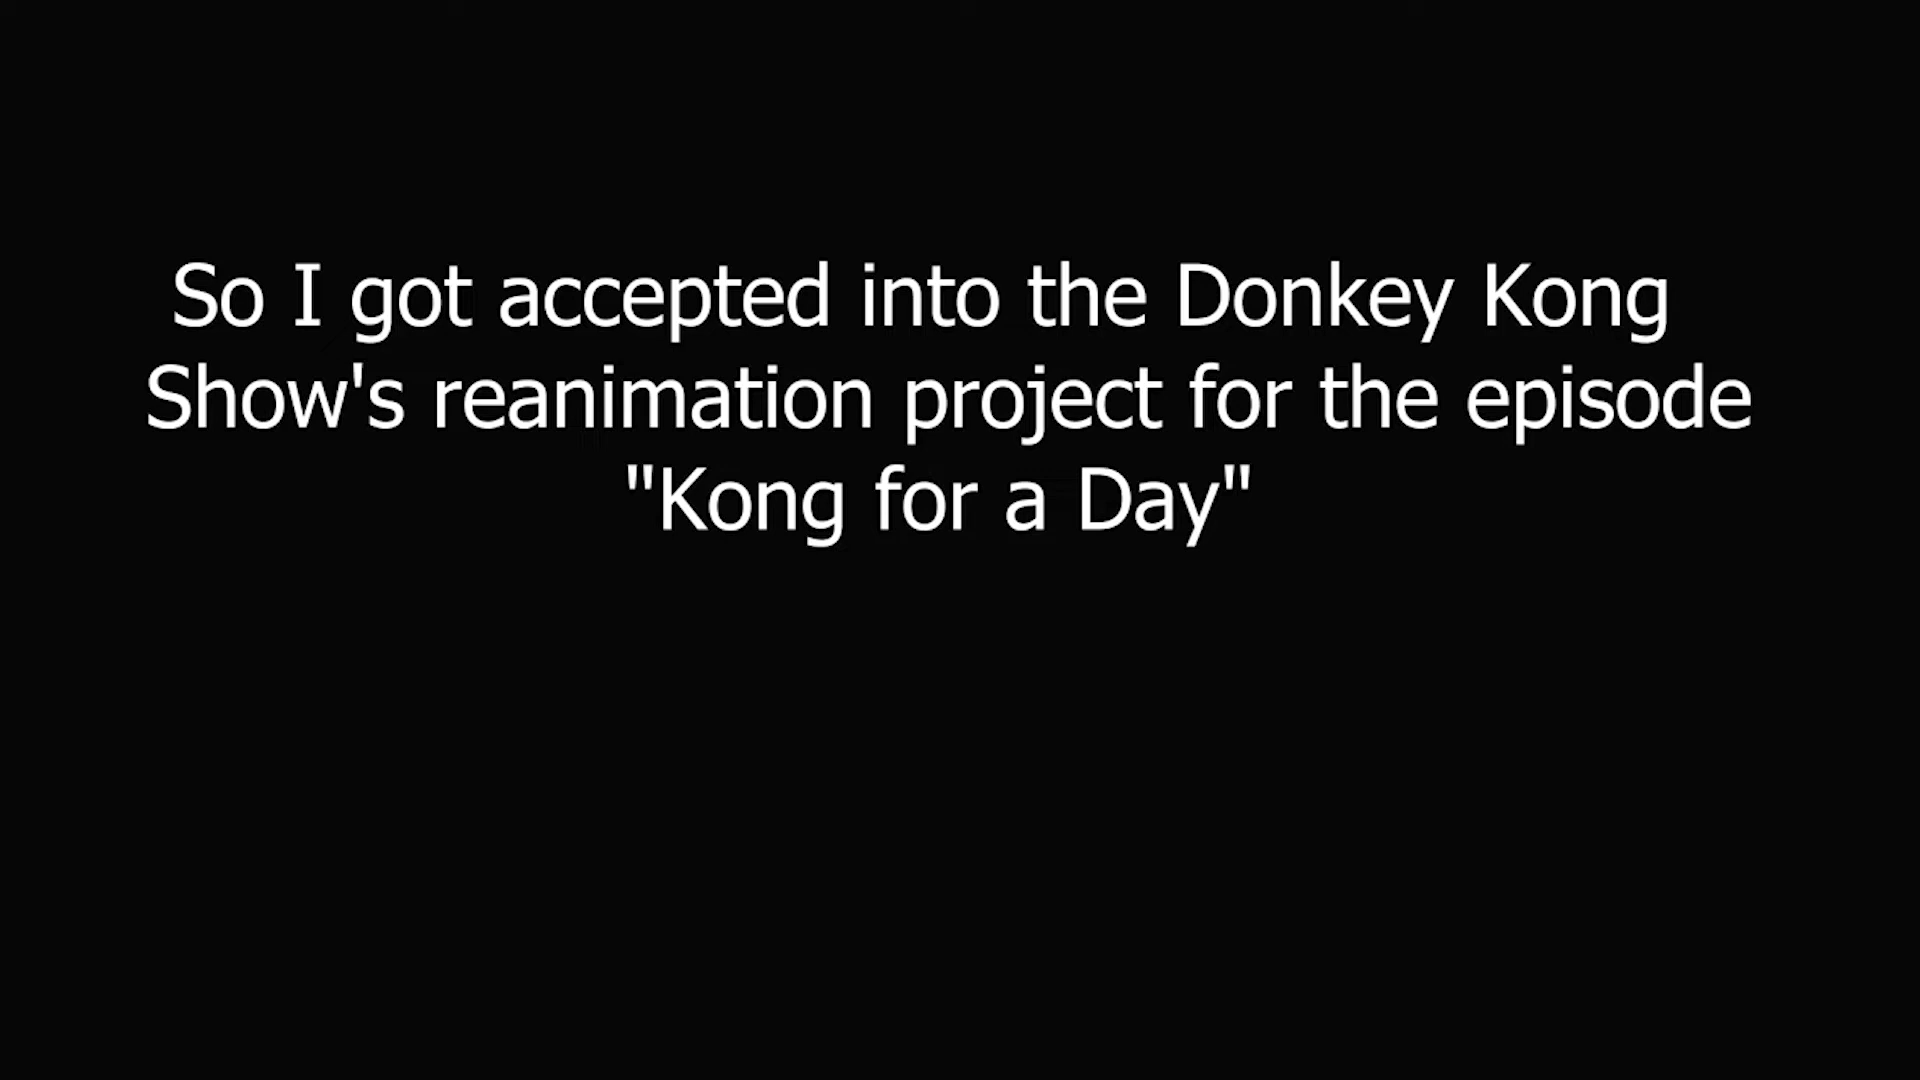 So I got accepted into the Donkey Kong
Show's reanimation project for the episode
"Kong for a Day"